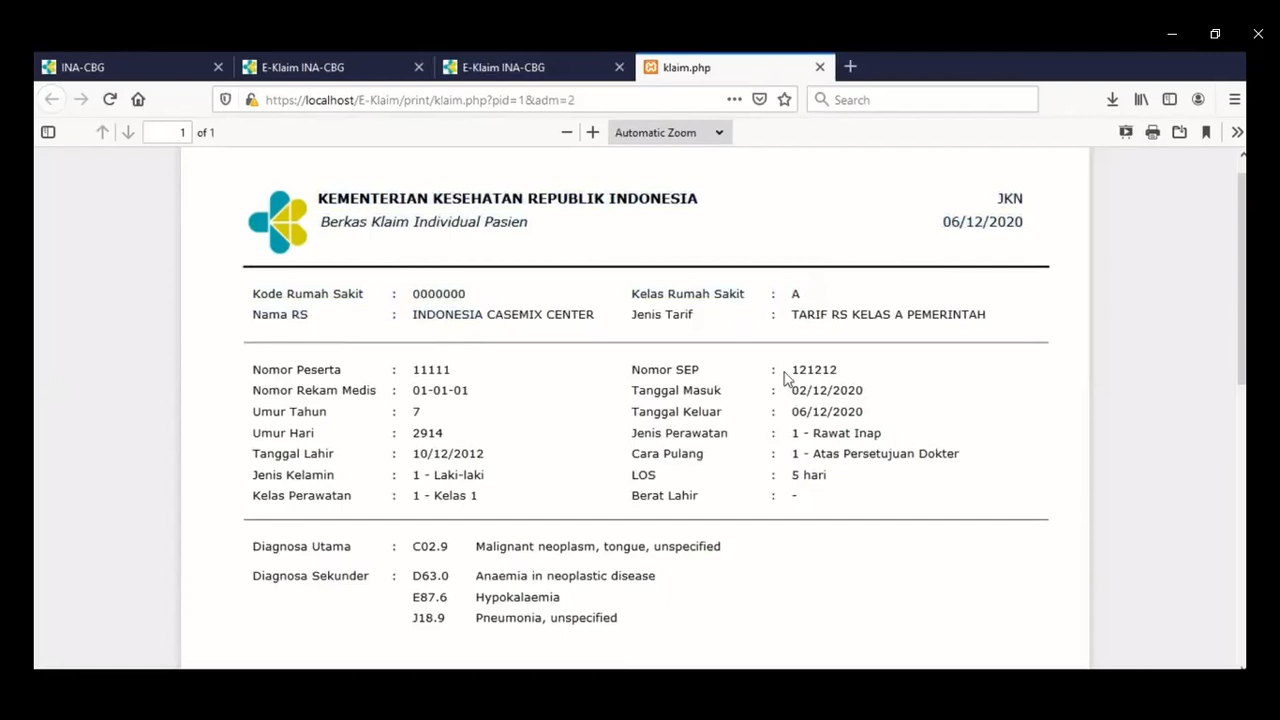 INA-CBG
E-Klaim INA-CBG
E-Klaim INA-CBG
klaim.php
https://localhost/E-Klaim/print/klaim.php?pid=1&adm=2
Search
1 of 1
Automatic Zoom
KEMENTERIAN KESEHATAN REPUBLIK INDONESIA JKN
Berkas Klaim Individual Pasien 06/12/2020
Kode Rumah Sakit : 0000000 Kelas Rumah Sakit : A
Nama RS : INDONESIA CASEMIX CENTER Jenis Tarif : TARIF RS KELAS A PEMERINTAH
Nomor Peserta : 11111 Nomor SEP : 121212
Nomor Rekam Medis : 01-01-01 Tanggal Masuk : 02/12/2020
Umur Tahun : 7 Tanggal Keluar : 06/12/2020
Umur Hari : 2914 Jenis Perawatan : 1 - Rawat Inap
Tanggal Lahir : 10/12/2012 Cara Pulang : 1 - Atas Persetujuan Dokter
Jenis Kelamin : 1 - Laki-laki LOS : 5 hari
Kelas Perawatan : 1 - Kelas 1 Berat Lahir : -
Diagnosa Utama : C02.9 Malignant neoplasm, tongue, unspecified
Diagnosa Sekunder : D63.0 Anaemia in neoplastic disease
E87.6 Hypokalaemia
J18.9 Pneumonia, unspecified